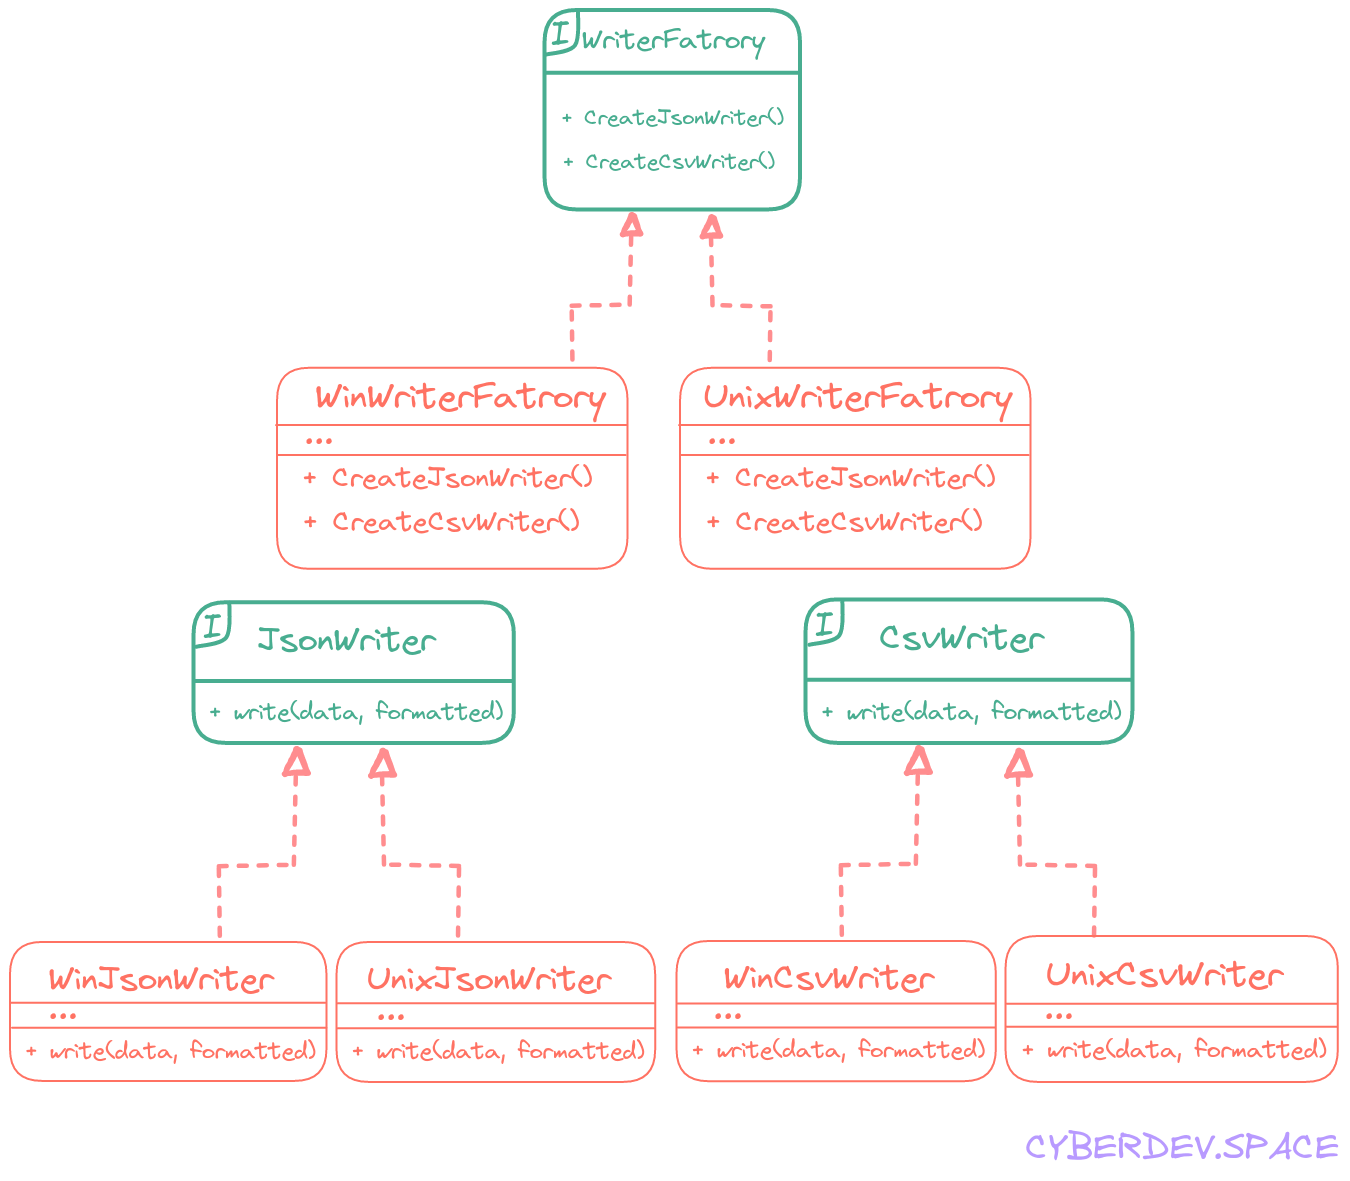 I WriterFatrory
+ CreateJsonWriter()
+ CreateCsvWriter()
WinWriterFatrory
...
+ CreateJsonWriter()
+ CreateCsvWriter()
UnixWriterFatrory
...
+ CreateJsonWriter()
+ CreateCsvWriter()
I JsonWriter
+ write(data, formatted)
I CsvWriter
+ write(data, formatted)
WinJsonWriter
...
+ write(data, formatted)
UnixJsonWriter
...
+ write(data, formatted)
WinCsvWriter
...
+ write(data, formatted)
UnixCsvWriter
...
+ write(data, formatted)
CYBERDEV.SPACE